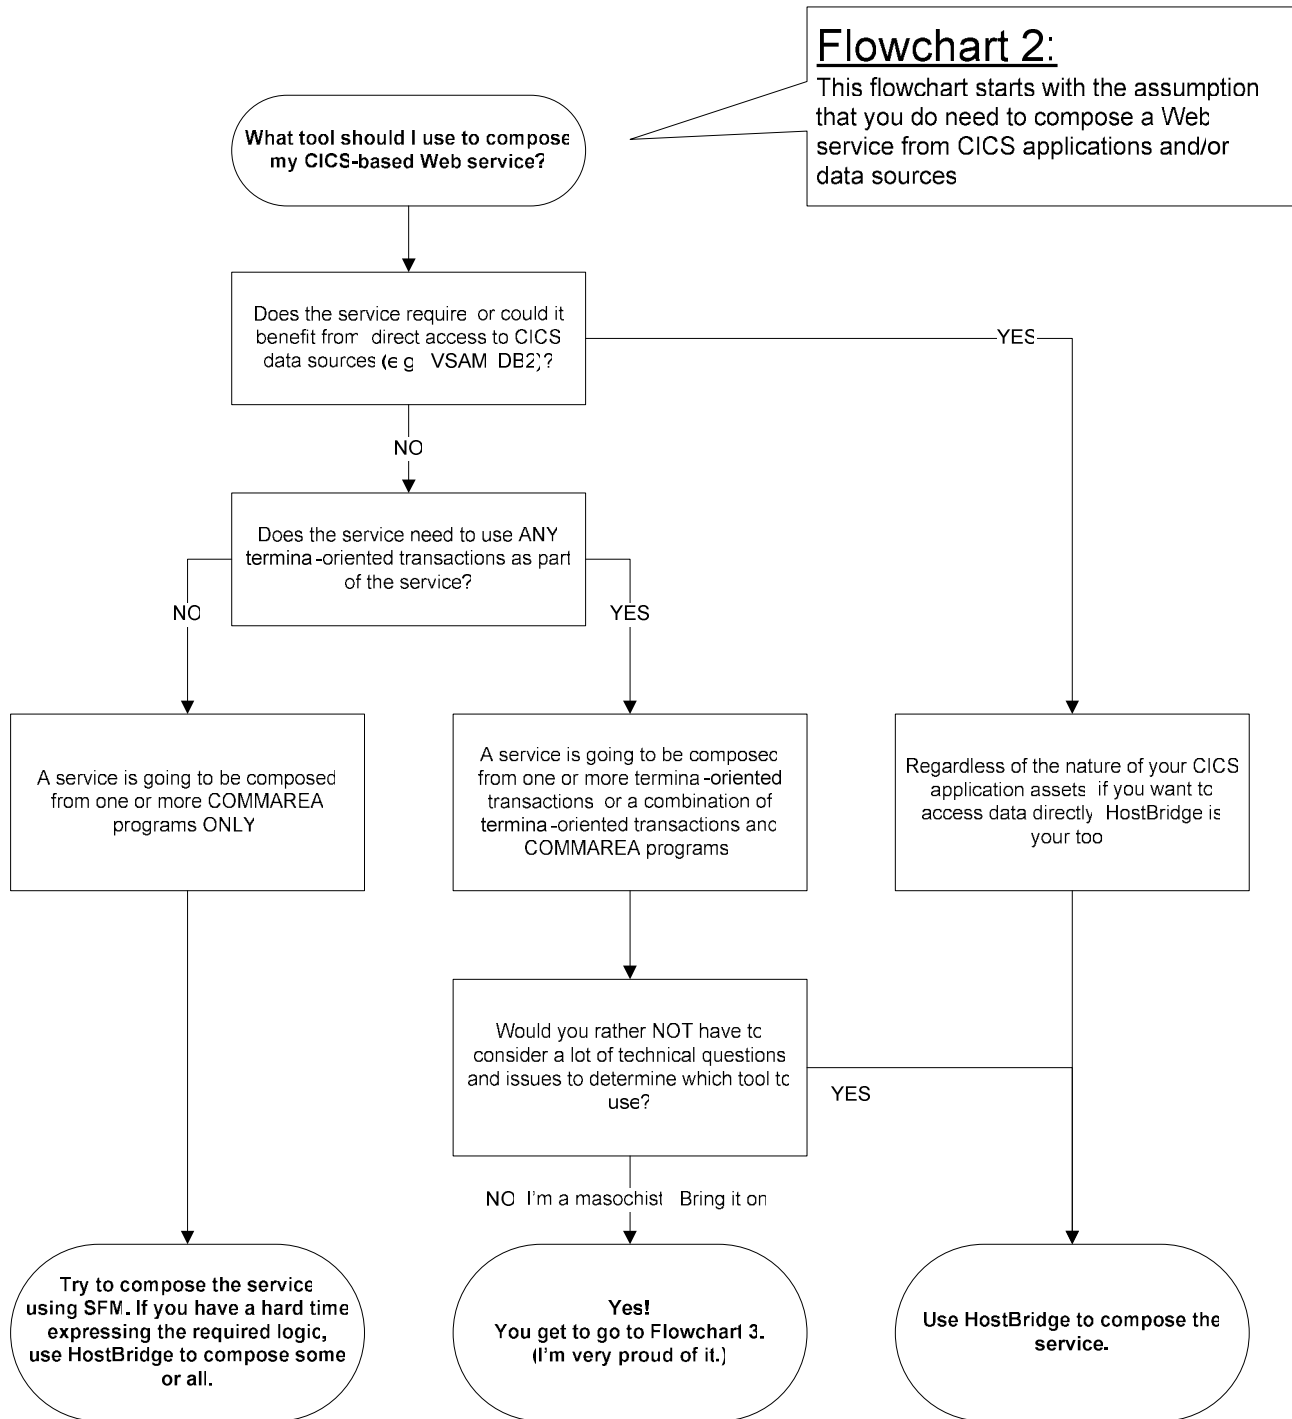 Flowchart 2:
This flowchart starts with the assumption
that you do need to compose a Web
service from CICS applications and/or
data sources
What tool should I use to compose
my CICS-based Web service?
Does the service require or could it
benefit from direct access to CICS
data sources (e g VSAM DB2)?
YES
NO
Does the service need to use ANY
termina-oriented transactions as part
of the service?
NO
YES
A service is going to be composed
from one or more COMMAREA
programs ONLY
A service is going to be composed
from one or more termina-oriented
transactions or a combination of
termina-oriented transactions and
COMMAREA programs
Regardless of the nature of your CICS
application assets if you want to
access data directly HostBridge is
your too
Would you rather NOT have to
consider a lot of technical questions
and issues to determine which tool to
use?
YES
NO I'm a masochist Bring it on
Try to compose the service
using SFM. If you have a hard time
expressing the required logic,
use HostBridge to compose some
or all.
Yes!
You get to go to Flowchart 3.
(I'm very proud of it.)
Use HostBridge to compose the
service.